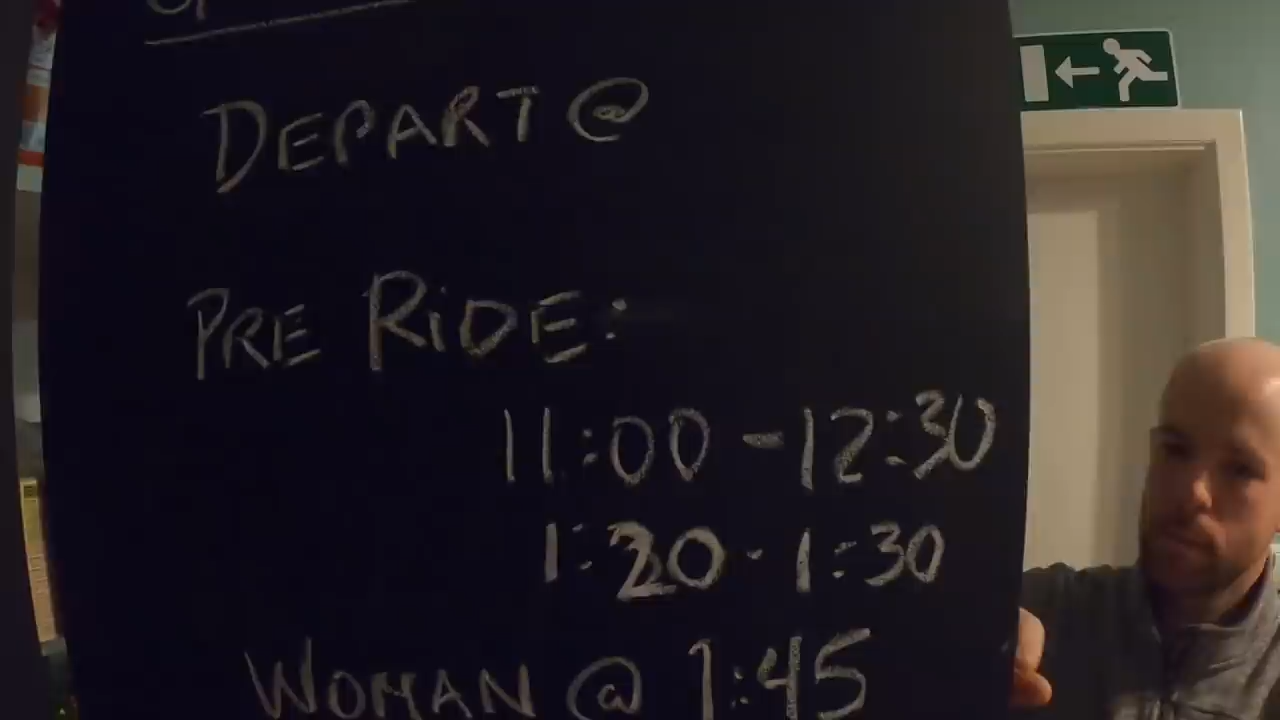 DEPART @
PRE RIDE:
11:00 - 12:30
1:20 - 1:30
WOMAN @ 1:45